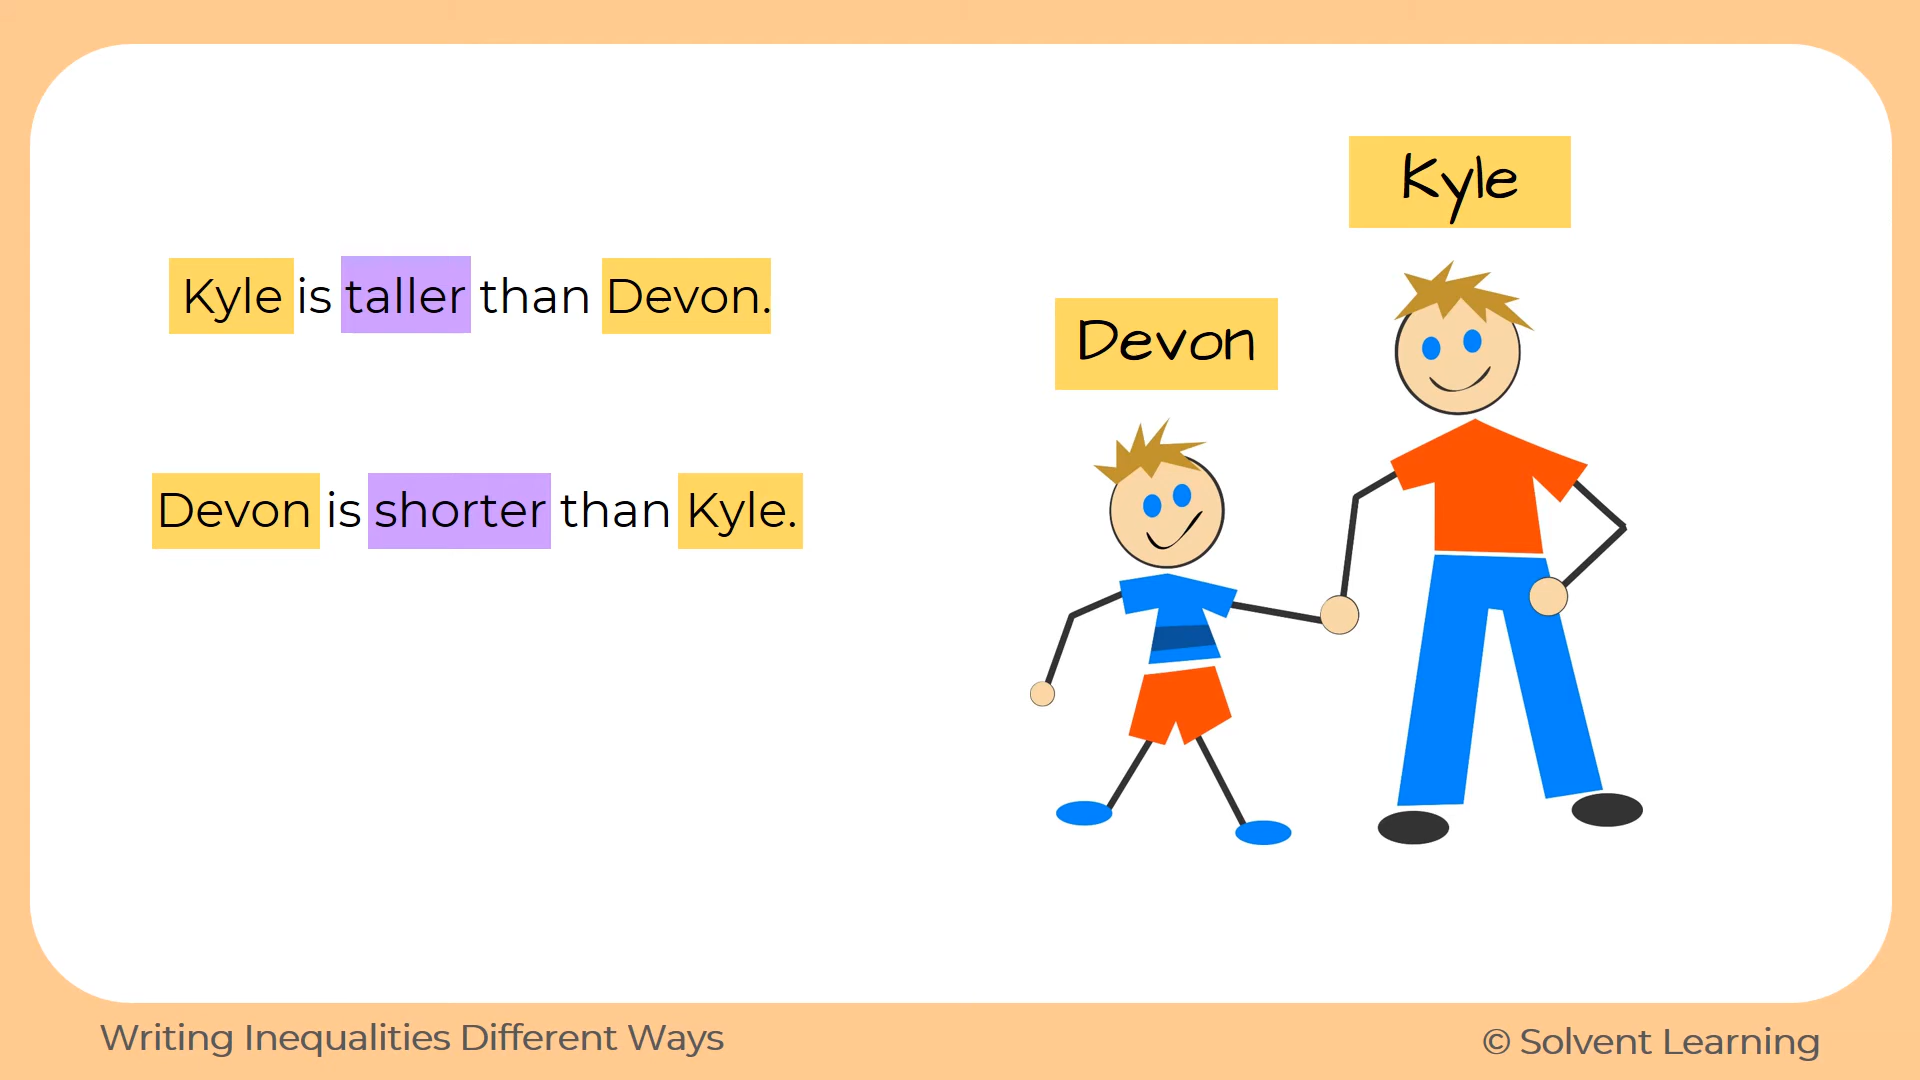 Kyle
Kyle is taller than Devon.
Devon
Devon is shorter than Kyle.
Writing Inequalities Different Ways
© Solvent Learning